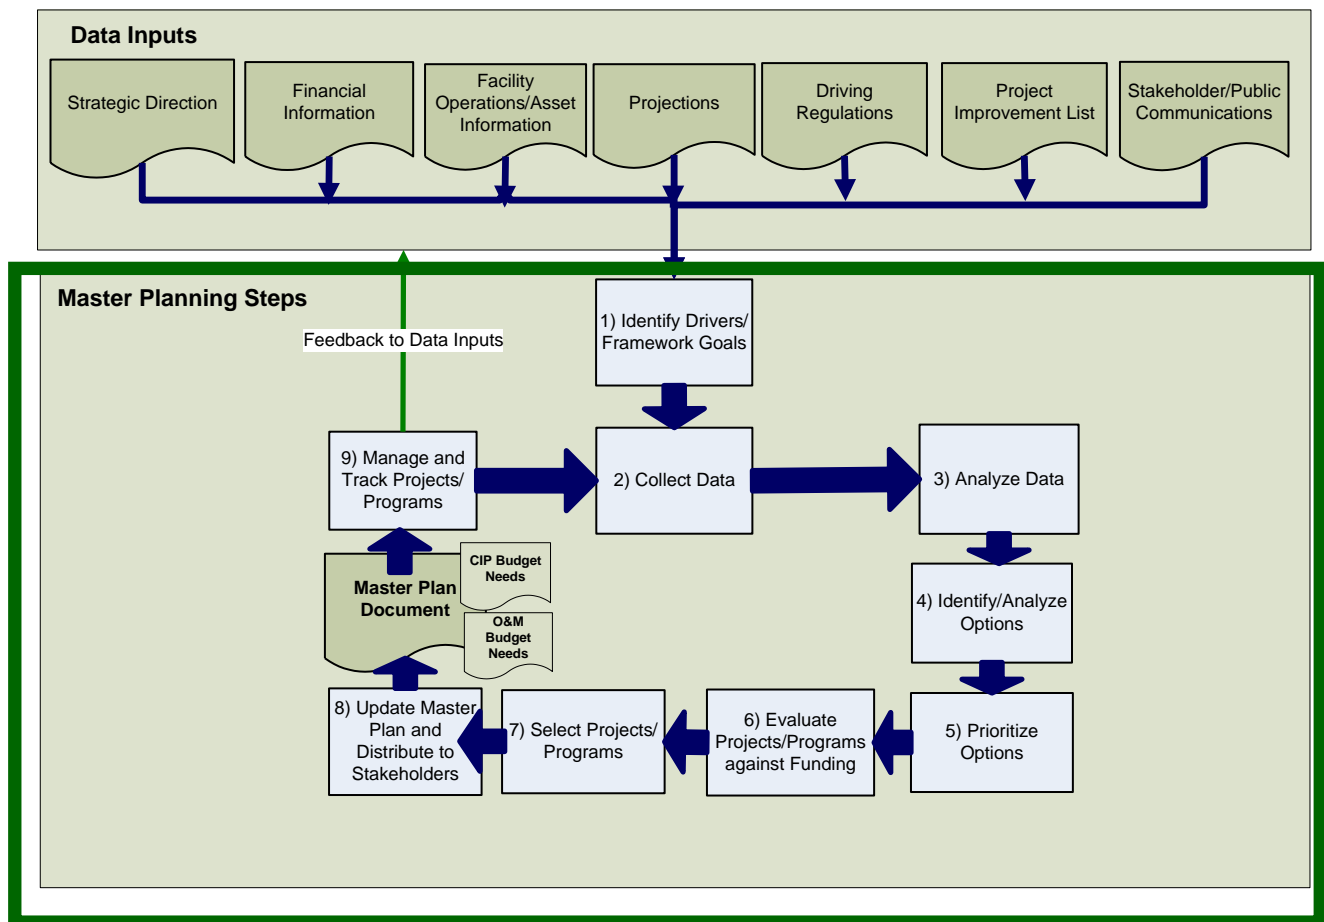 Data Inputs
Strategic Direction
Financial
Information
Facility
Operations/Asset
Information
Projections
Driving
Regulations
Project
Improvement List
Stakeholder/Public
Communications
Master Planning Steps
Feedback to Data Inputs
1) Identify Drivers/
Framework Goals
9) Manage and
Track Projects/
Programs
2) Collect Data
3) Analyze Data
CIP Budget
Needs
Master Plan
Document
O&M
Budget
Needs
4) Identify/Analyze
Options
8) Update Master
Plan and
Distribute to
Stakeholders
7) Select Projects/
Programs
6) Evaluate
Projects/Programs
against Funding
5) Prioritize
Options